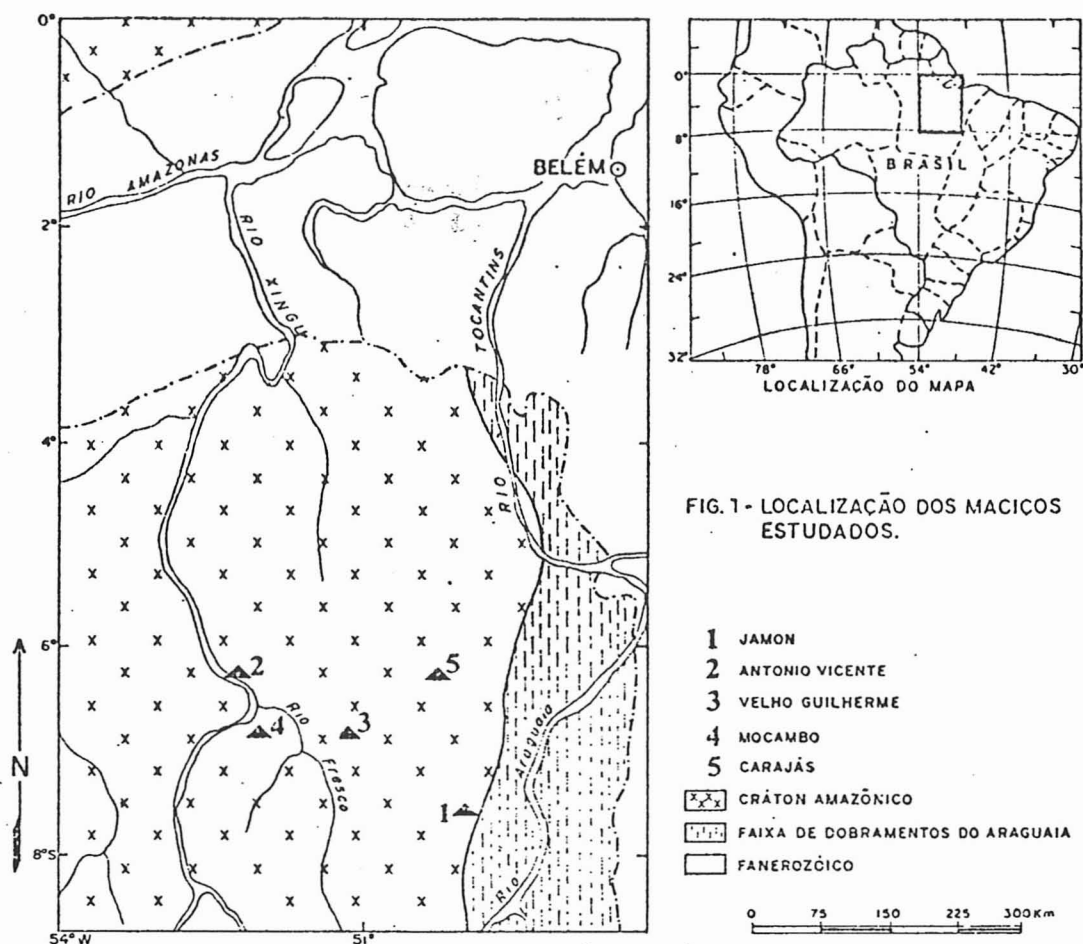 0°
2°
4°
6°
8°
54°W
51°
N
RIO AMAZONAS
RIO XINGU
BELÉM
TOCANTINS
RIO
2
5
4
3
1
Rio Fresco
Rio Araguaia
0°
8°
16°
24°
32°
78°
66°
54°
42°
30°
BRASIL
LOCALIZAÇÃO DO MAPA
FIG. 1 - LOCALIZAÇÃO DOS MACIÇOS
ESTUDADOS.
1 JAMON
2 ANTONIO VICENTE
3 VELHO GUILHERME
4 MOCAMBO
5 CARAJÁS
CRÁTON AMAZÔNICO
FAIXA DE DOBRAMENTOS DO ARAGUAIA
FANEROZÓICO
0 75 150 225 300Km